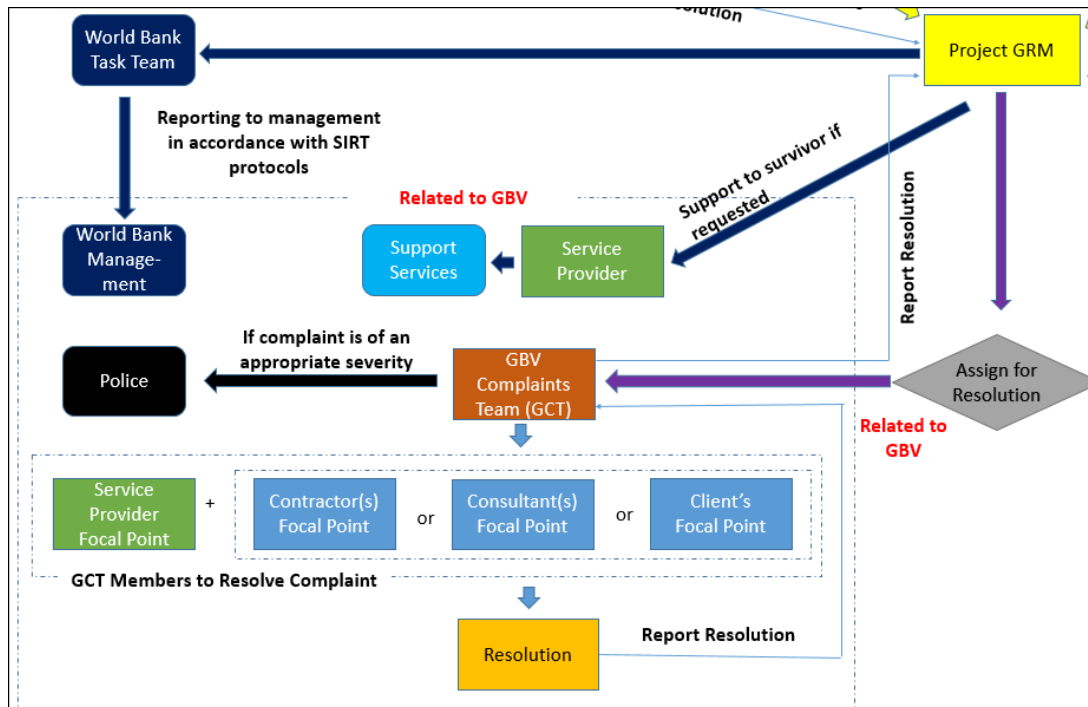 olution
World Bank
Task Team
Project GRM
Reporting to management
in accordance with SIRT
protocols
Support to survivor if
requested
Related to GBV
Report Resolution
World Bank
Manage-
ment
Support
Services
Service
Provider
If complaint is of an
appropriate severity
Police
GBV
Complaints
Team (GCT)
Assign for
Resolution
Related to
GBV
Service
Provider
Focal Point
+
Contractor(s)
Focal Point
or
Consultant(s)
Focal Point
or
Client's
Focal Point
GCT Members to Resolve Complaint
Resolution
Report Resolution